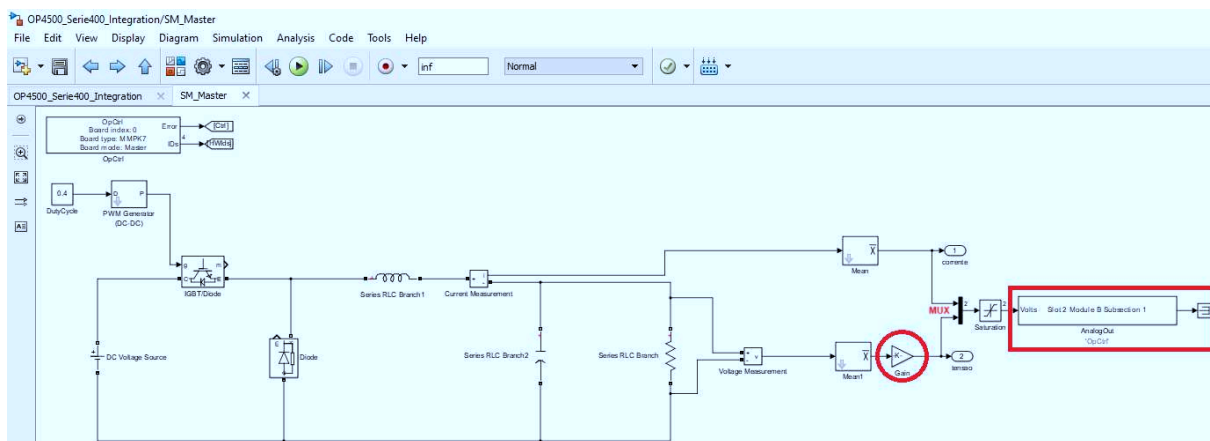 OP4500_Serie400_Integration/SM_Master
File Edit View Display Diagram Simulation Analysis Code Tools Help
inf Normal
OP4500_Serie400_Integration SM_Master
OpCtrl
Board index: 0
Board type: MMPK7
Board mode: Master
Error
IDs
4
[Ctrl]
OpCtrl
0.4
DutyCycle
D P
PWM Generator
(DC-DC)
g m
C E
IGBT/Diode
Series RLC Branch1
+ - i
Current Measurement
Mean
1
corrente
DC Voltage Source
Diode
Series RLC Branch2
Series RLC Branch
+ - v
Voltage Measurement
Mean1
-K-
Gain
2
tensao
MUX
2
Saturation
2
Volts
Slot 2 Module B Subsection 1
AnalogOut
'OpCtrl'